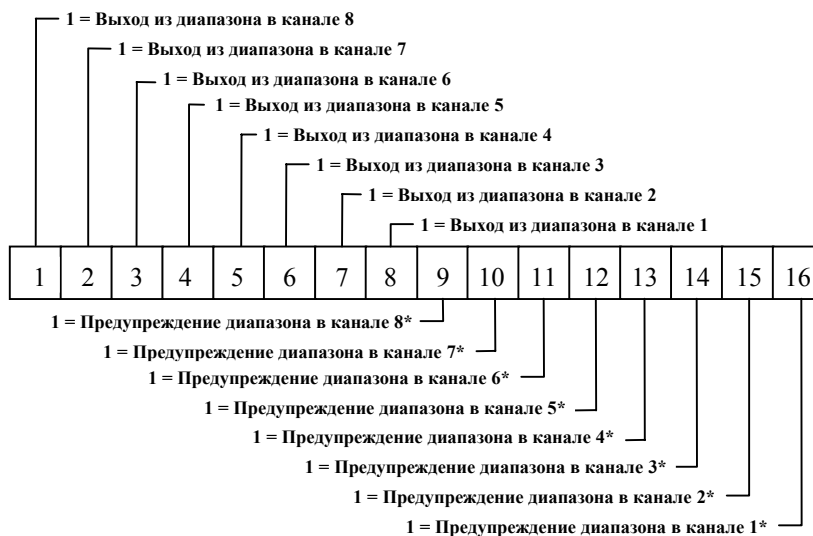 1 = Выход из диапазона в канале 8
1 = Выход из диапазона в канале 7
1 = Выход из диапазона в канале 6
1 = Выход из диапазона в канале 5
1 = Выход из диапазона в канале 4
1 = Выход из диапазона в канале 3
1 = Выход из диапазона в канале 2
1 = Выход из диапазона в канале 1
1 2 3 4 5 6 7 8 9 10 11 12 13 14 15 16
1 = Предупреждение диапазона в канале 8*
1 = Предупреждение диапазона в канале 7*
1 = Предупреждение диапазона в канале 6*
1 = Предупреждение диапазона в канале 5*
1 = Предупреждение диапазона в канале 4*
1 = Предупреждение диапазона в канале 3*
1 = Предупреждение диапазона в канале 2*
1 = Предупреждение диапазона в канале 1*